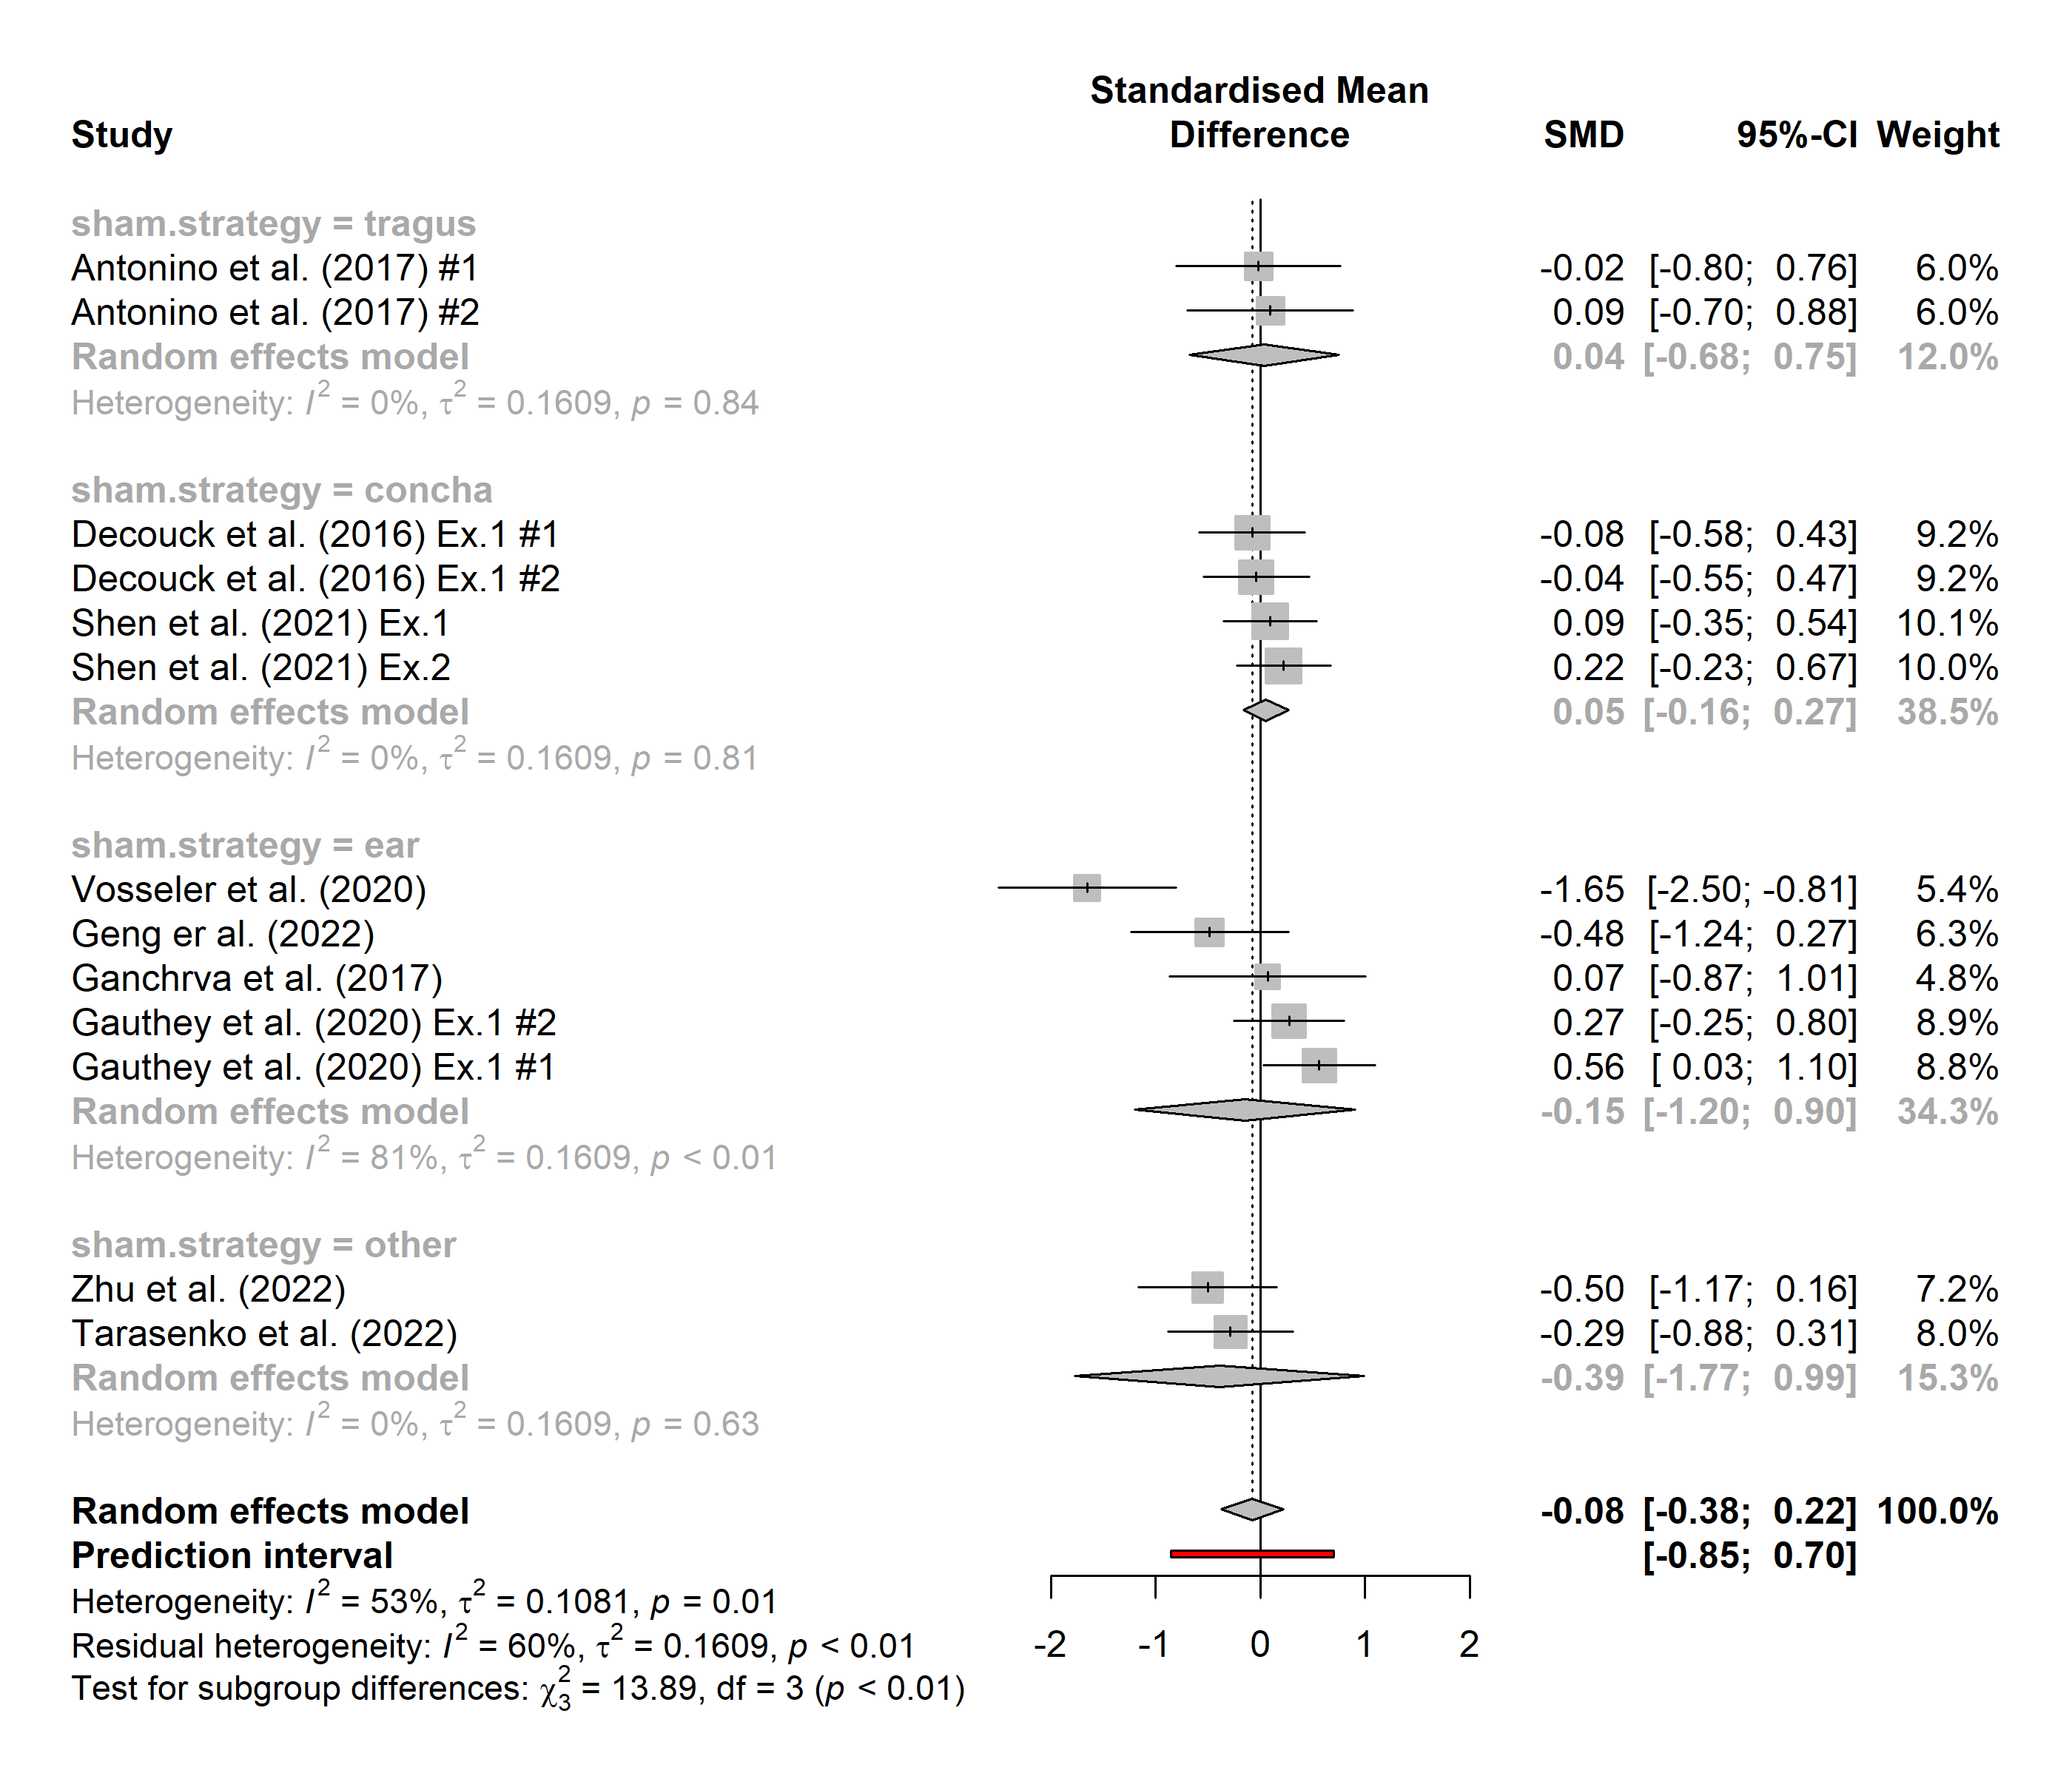 Standardised Mean
Study Difference SMD 95%-CI Weight
sham.strategy = tragus
Antonino et al. (2017) #1 -0.02 [-0.80; 0.76] 6.0%
Antonino et al. (2017) #2 0.09 [-0.70; 0.88] 6.0%
Random effects model 0.04 [-0.68; 0.75] 12.0%
Heterogeneity: I² = 0%, τ² = 0.1609, p = 0.84
sham.strategy = concha
Decouck et al. (2016) Ex.1 #1 -0.08 [-0.58; 0.43] 9.2%
Decouck et al. (2016) Ex.1 #2 -0.04 [-0.55; 0.47] 9.2%
Shen et al. (2021) Ex.1 0.09 [-0.35; 0.54] 10.1%
Shen et al. (2021) Ex.2 0.22 [-0.23; 0.67] 10.0%
Random effects model 0.05 [-0.16; 0.27] 38.5%
Heterogeneity: I² = 0%, τ² = 0.1609, p = 0.81
sham.strategy = ear
Vosseler et al. (2020) -1.65 [-2.50; -0.81] 5.4%
Geng er al. (2022) -0.48 [-1.24; 0.27] 6.3%
Ganchrva et al. (2017) 0.07 [-0.87; 1.01] 4.8%
Gauthey et al. (2020) Ex.1 #2 0.27 [-0.25; 0.80] 8.9%
Gauthey et al. (2020) Ex.1 #1 0.56 [ 0.03; 1.10] 8.8%
Random effects model -0.15 [-1.20; 0.90] 34.3%
Heterogeneity: I² = 81%, τ² = 0.1609, p < 0.01
sham.strategy = other
Zhu et al. (2022) -0.50 [-1.17; 0.16] 7.2%
Tarasenko et al. (2022) -0.29 [-0.88; 0.31] 8.0%
Random effects model -0.39 [-1.77; 0.99] 15.3%
Heterogeneity: I² = 0%, τ² = 0.1609, p = 0.63
Random effects model -0.08 [-0.38; 0.22] 100.0%
Prediction interval [-0.85; 0.70]
Heterogeneity: I² = 53%, τ² = 0.1081, p = 0.01
Residual heterogeneity: I² = 60%, τ² = 0.1609, p < 0.01
-2 -1 0 1 2
Test for subgroup differences: χ²₃ = 13.89, df = 3 (p < 0.01)